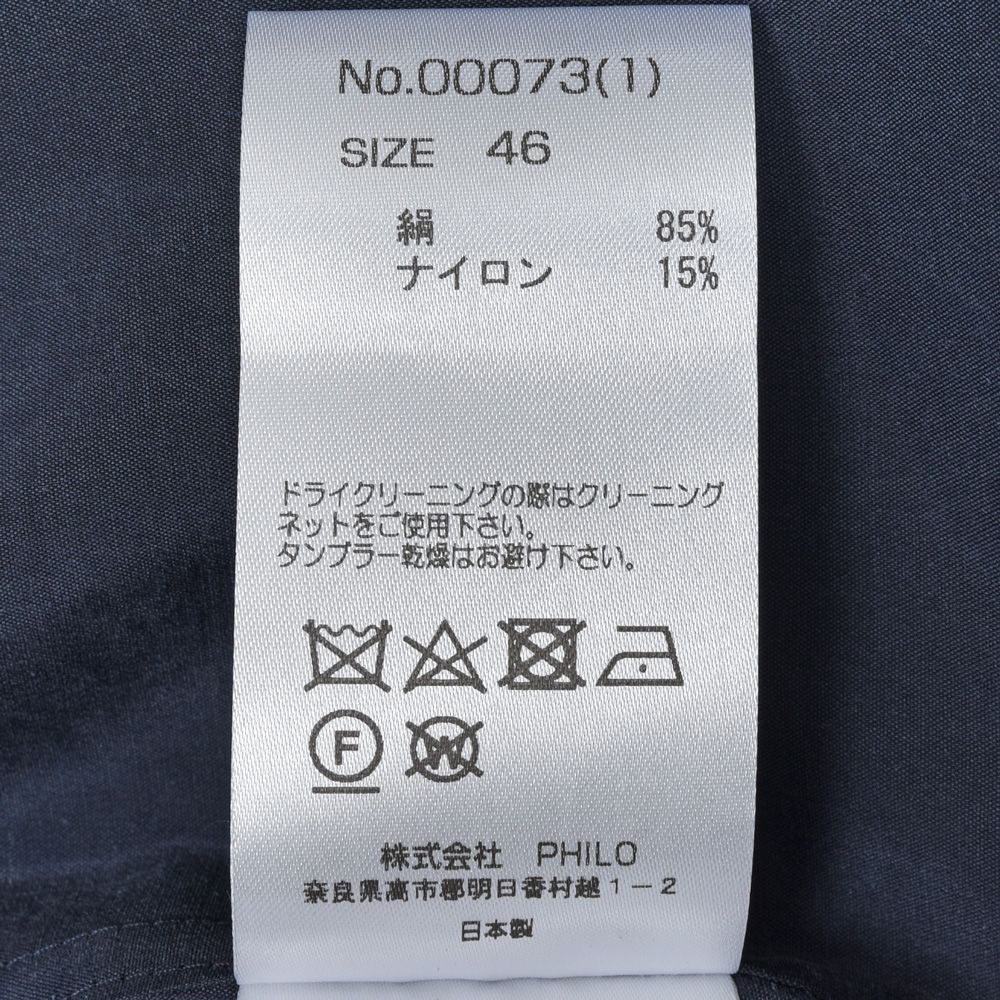 No.00073(1)
SIZE 46
絹 85%
ナイロン 15%
ドライクリーニングの際はクリーニング
ネットをご使用下さい。
タンブラー乾燥はお避け下さい。
F W
株式会社 PHILO
奈良県高市郡明日香村越1-2
日本製